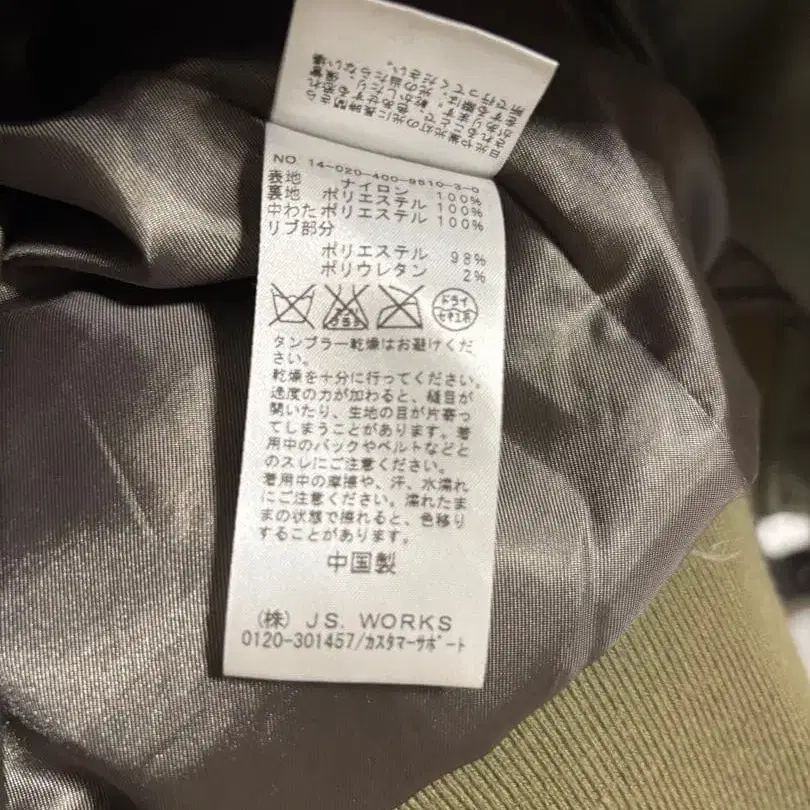 NO. 14-020-400-9510-3-0
表地 ナイロン 100%
裏地 ポリエステル 100%
中わた ポリエステル 100%
リブ部分
ポリエステル 98%
ポリウレタン 2%
ドライ
セキユ系
タンブラー乾燥はお避けくだ
さい。
乾燥を十分に行ってください。
過度の力が加わると、縫目が
開いたり、生地の目が片寄っ
てしまうことがあります。着
用中のバックやベルトなどと
のスレにご注意ください。
着用中の摩擦や、汗、水濡れ
にご注意ください。濡れたま
まの状態で擦れると、色移り
することがあります。
中国製
(株) JS. WORKS
0120-301457/カスタマーサポート